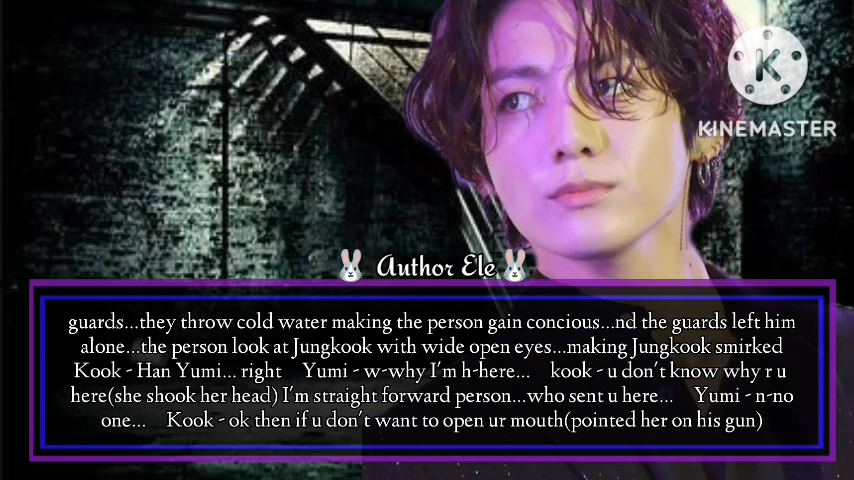 KINEMASTER
🐰 Author Ele 🐰
guards...they throw cold water making the person gain concious...nd the guards left him
alone...the person look at Jungkook with wide open eyes...making Jungkook smirked
Kook - Han Yumi... right Yumi - w-why I'm h-here... kook - u don't know why r u
here(she shook her head) I'm straight forward person...who sent u here... Yumi - n-no
one... Kook - ok then if u don't want to open ur mouth(pointed her on his gun)